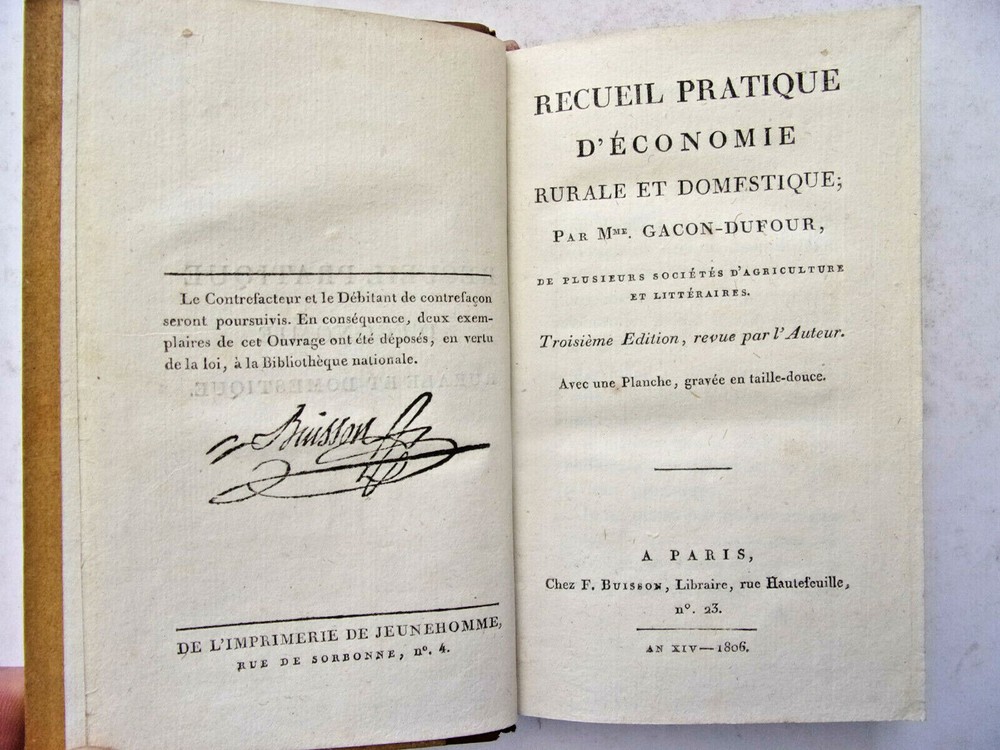 Le Contrefacteur et le Débitant de contrefaçon
seront poursuivis. En conséquence, deux exem-
plaires de cet Ouvrage ont été déposés, en vertu
de la loi, à la Bibliothèque nationale.
Buisson
DE L'IMPRIMERIE DE JEUNEHOMME,
RUE DE SORBONNE, n°. 4.
RECUEIL PRATIQUE
D'ÉCONOMIE
RURALE ET DOMESTIQUE;
PAR MME. GACON-DUFOUR,
DE PLUSIEURS SOCIÉTÉS D'AGRICULTURE
ET LITTÉRAIRES.
Troisième Edition, revue par l'Auteur.
Avec une Planche, gravée en taille-douce.
A PARIS,
Chez F. BUISSON, Libraire, rue Hautefeuille,
n°. 23.
AN XIV—1806.